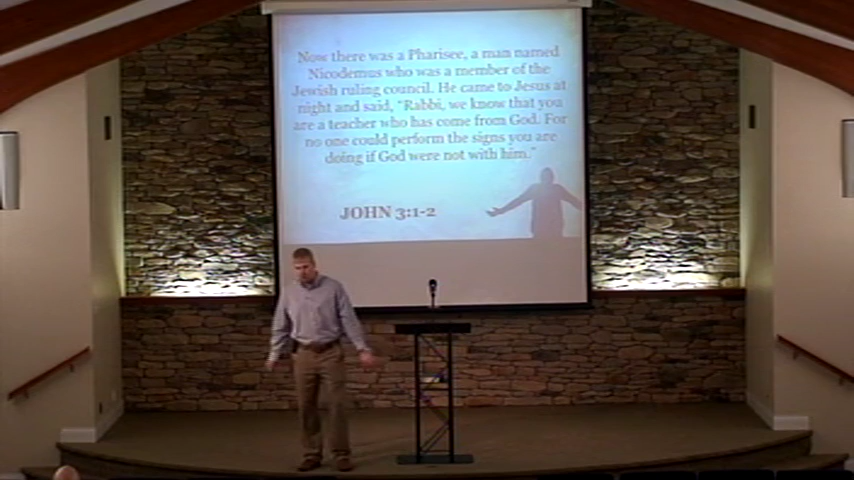 Now there was a Pharisee, a man named
Nicodemus who was a member of the
Jewish ruling council. He came to Jesus at
night and said, "Rabbi, we know that you
are a teacher who has come from God. For
no one could perform the signs you are
doing if God were not with him."
JOHN 3:1-2